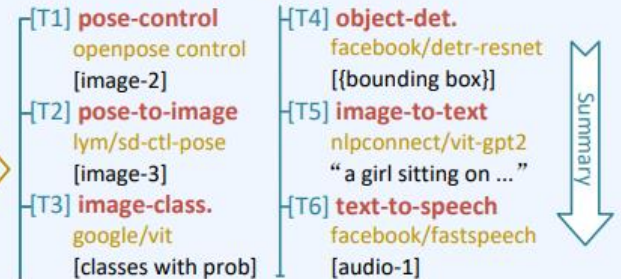 [T1] pose-control
openpose control
[image-2]
[T2] pose-to-image
lym/sd-ctl-pose
[image-3]
[T3] image-class.
google/vit
[classes with prob]
[T4] object-det.
facebook/detr-resnet
[{bounding box}]
[T5] image-to-text
nlpconnect/vit-gpt2
“a girl sitting on ...”
[T6] text-to-speech
facebook/fastspeech
[audio-1]
Summary